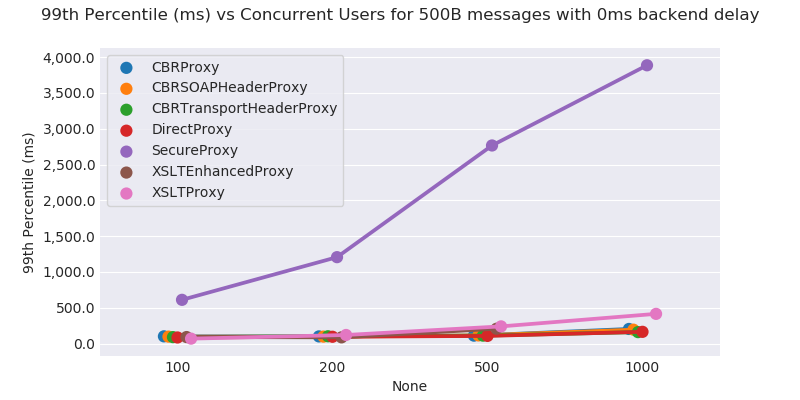 99th Percentile (ms) vs Concurrent Users for 500B messages with 0ms backend delay
4,000.0
3,500.0
3,000.0
2,500.0
2,000.0
1,500.0
1,000.0
500.0
0.0
99th Percentile (ms)
CBRProxy
CBRSOAPHeaderProxy
CBRTransportHeaderProxy
DirectProxy
SecureProxy
XSLTEnhancedProxy
XSLTProxy
100 200 500 1000
None